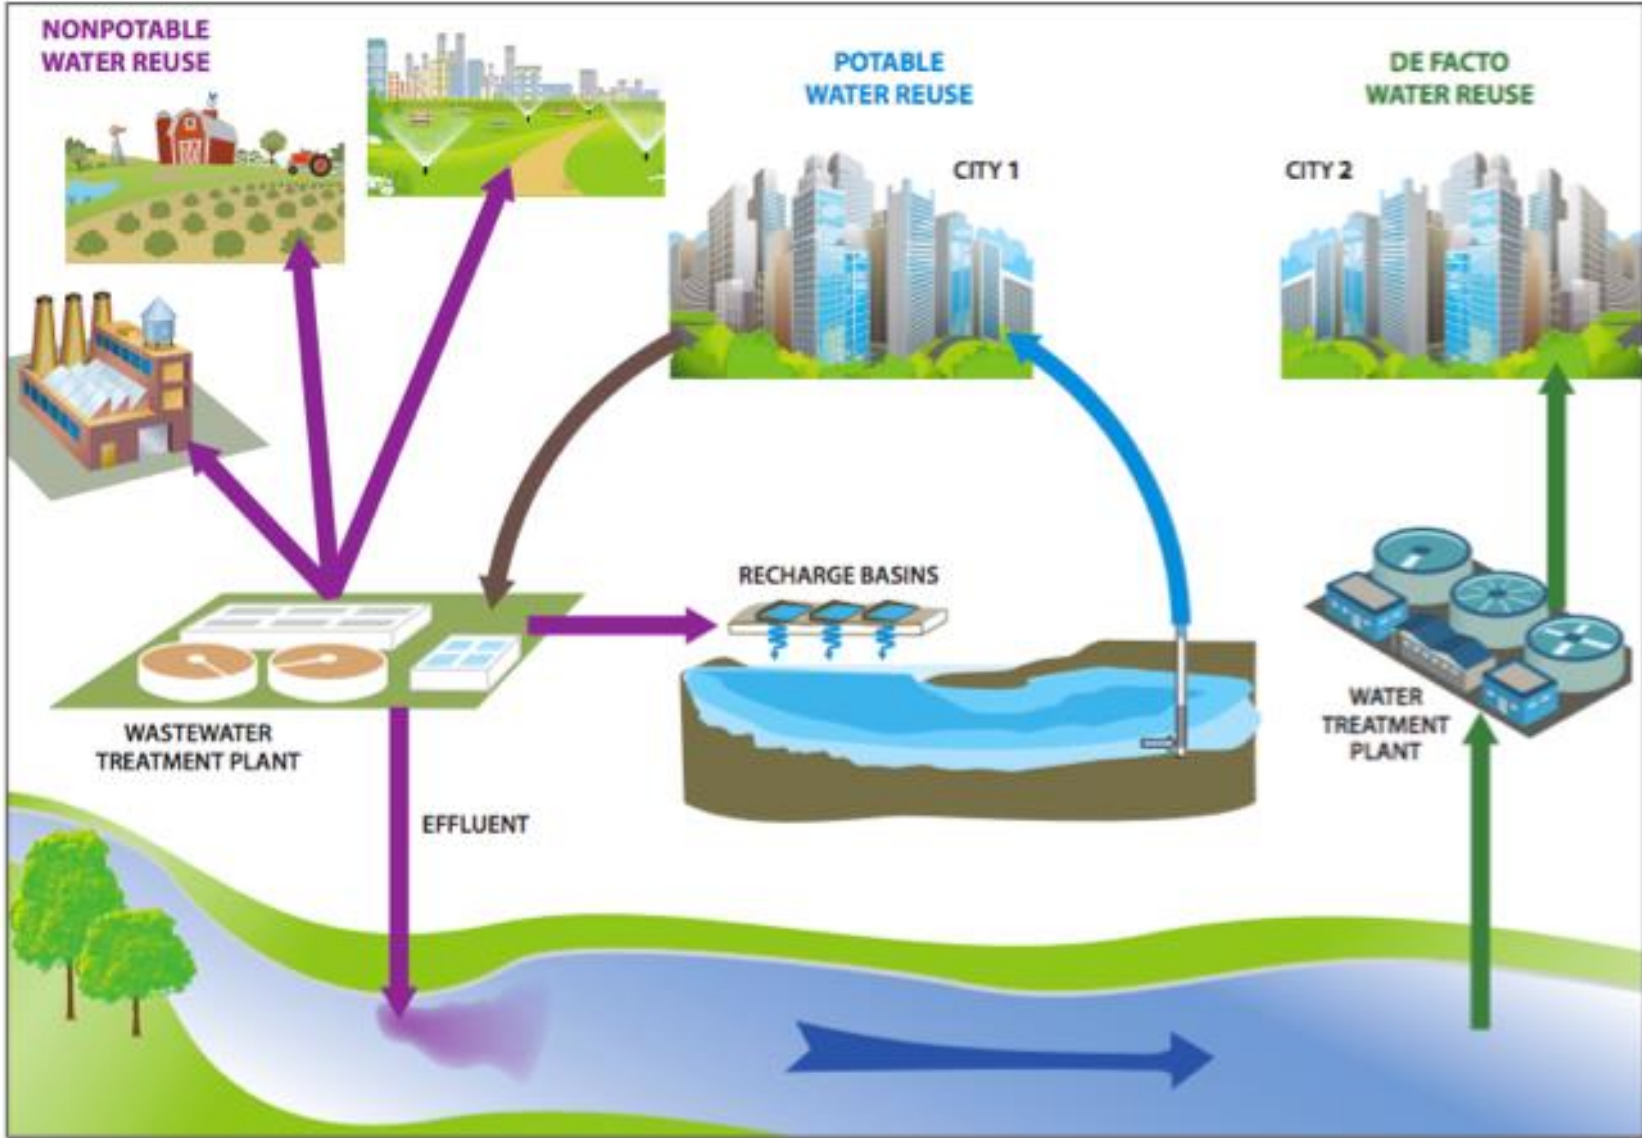 NONPOTABLE
WATER REUSE
POTABLE
WATER REUSE
DE FACTO
WATER REUSE
CITY 1
CITY 2
RECHARGE BASINS
WASTEWATER
TREATMENT PLANT
WATER
TREATMENT
PLANT
EFFLUENT